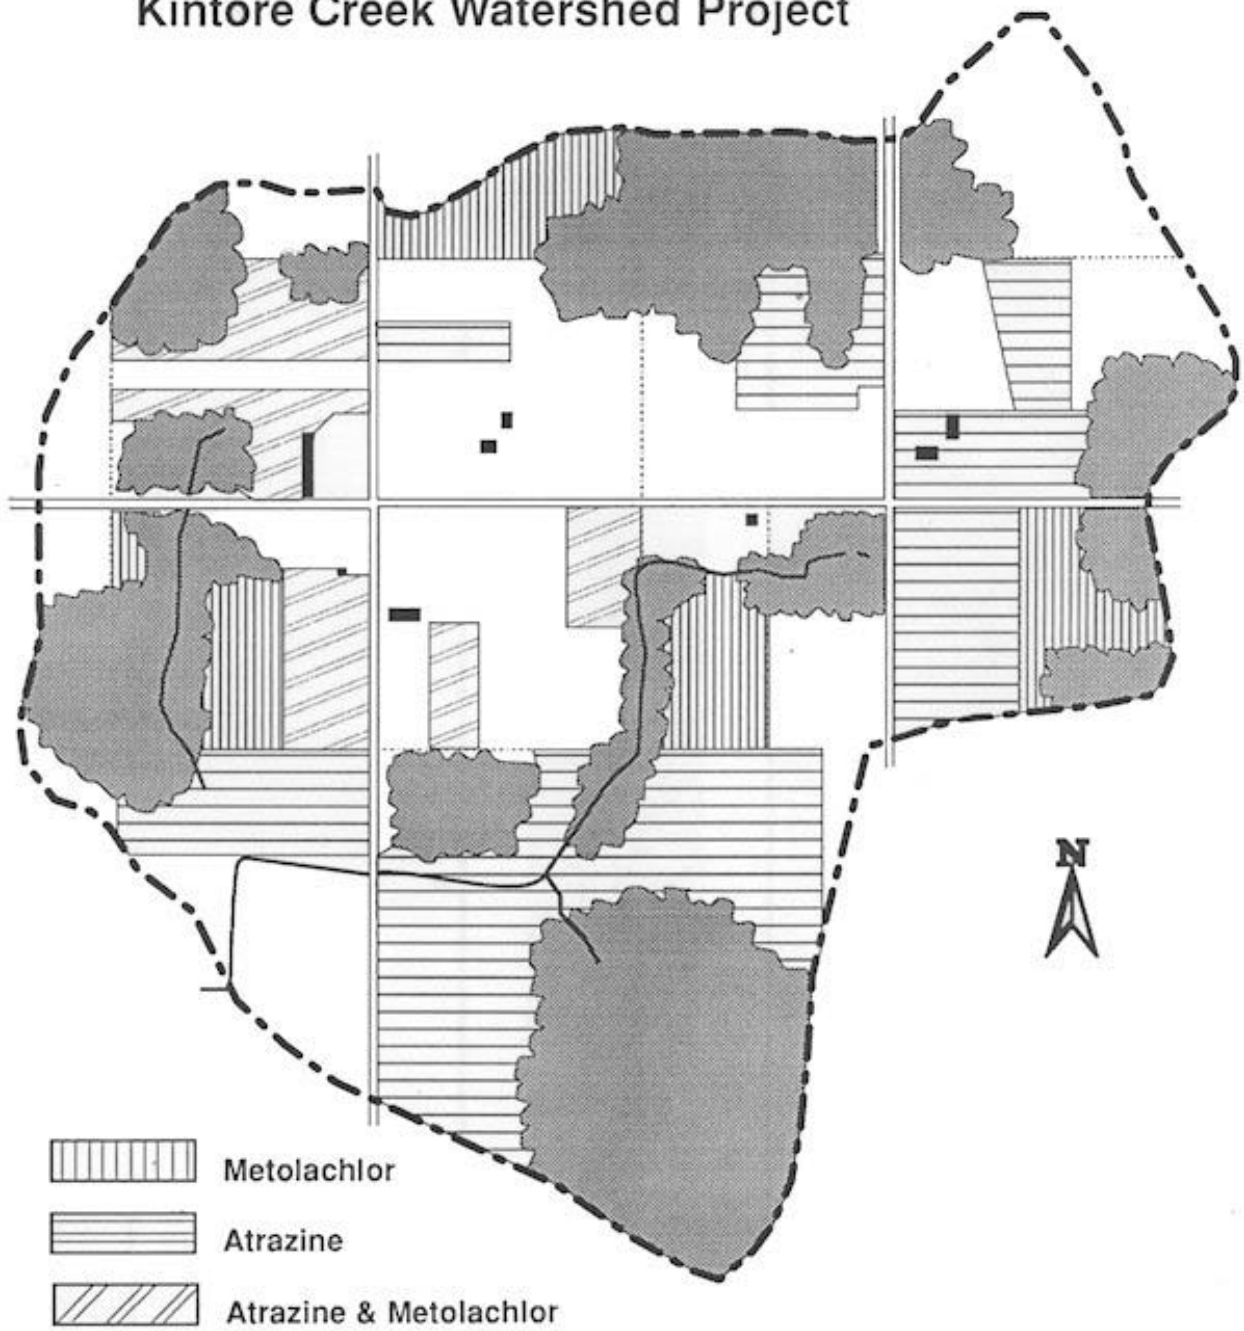 Kintore Creek Watershed Project
N
Metolachlor
Atrazine
Atrazine & Metolachlor